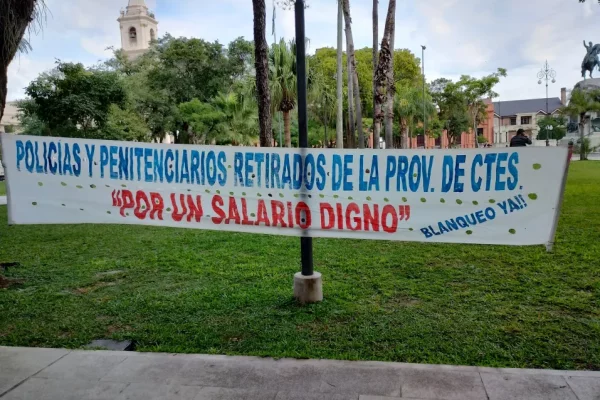 POLICIAS Y PENITENCIARIOS RETIRADOS DE LA PROV. DE CTES.
"POR UN SALARIO DIGNO"
BLANQUEO YA!!